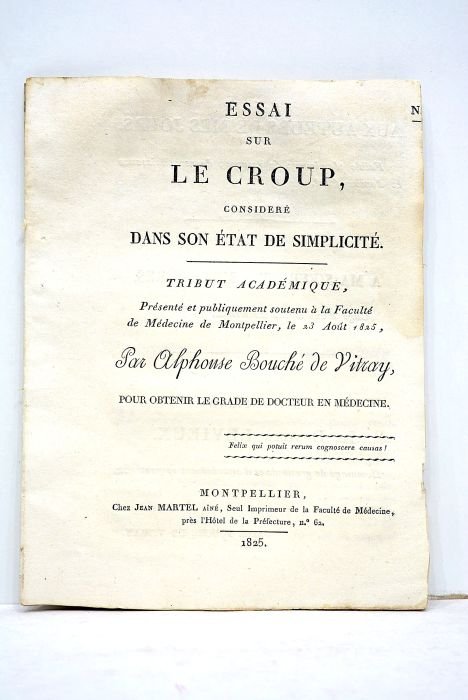 ESSAI
N
SUR
LE CROUP,
CONSIDERÉ
DANS SON ÉTAT DE SIMPLICITÉ.
TRIBUT ACADÉMIQUE,
Présenté et publiquement soutenu à la Faculté
de Médecine de Montpellier, le 23 Août 1825,
Par Alphonse Bouché de Vitray,
POUR OBTENIR LE GRADE DE DOCTEUR EN MÉDECINE.
Felix qui potuit rerum cognoscere causas!
MONTPELLIER,
Chez JEAN MARTEL AÎNÉ, Seul Imprimeur de la Faculté de Médecine,
près l'Hôtel de la Préfecture, n.º 62.
1825.